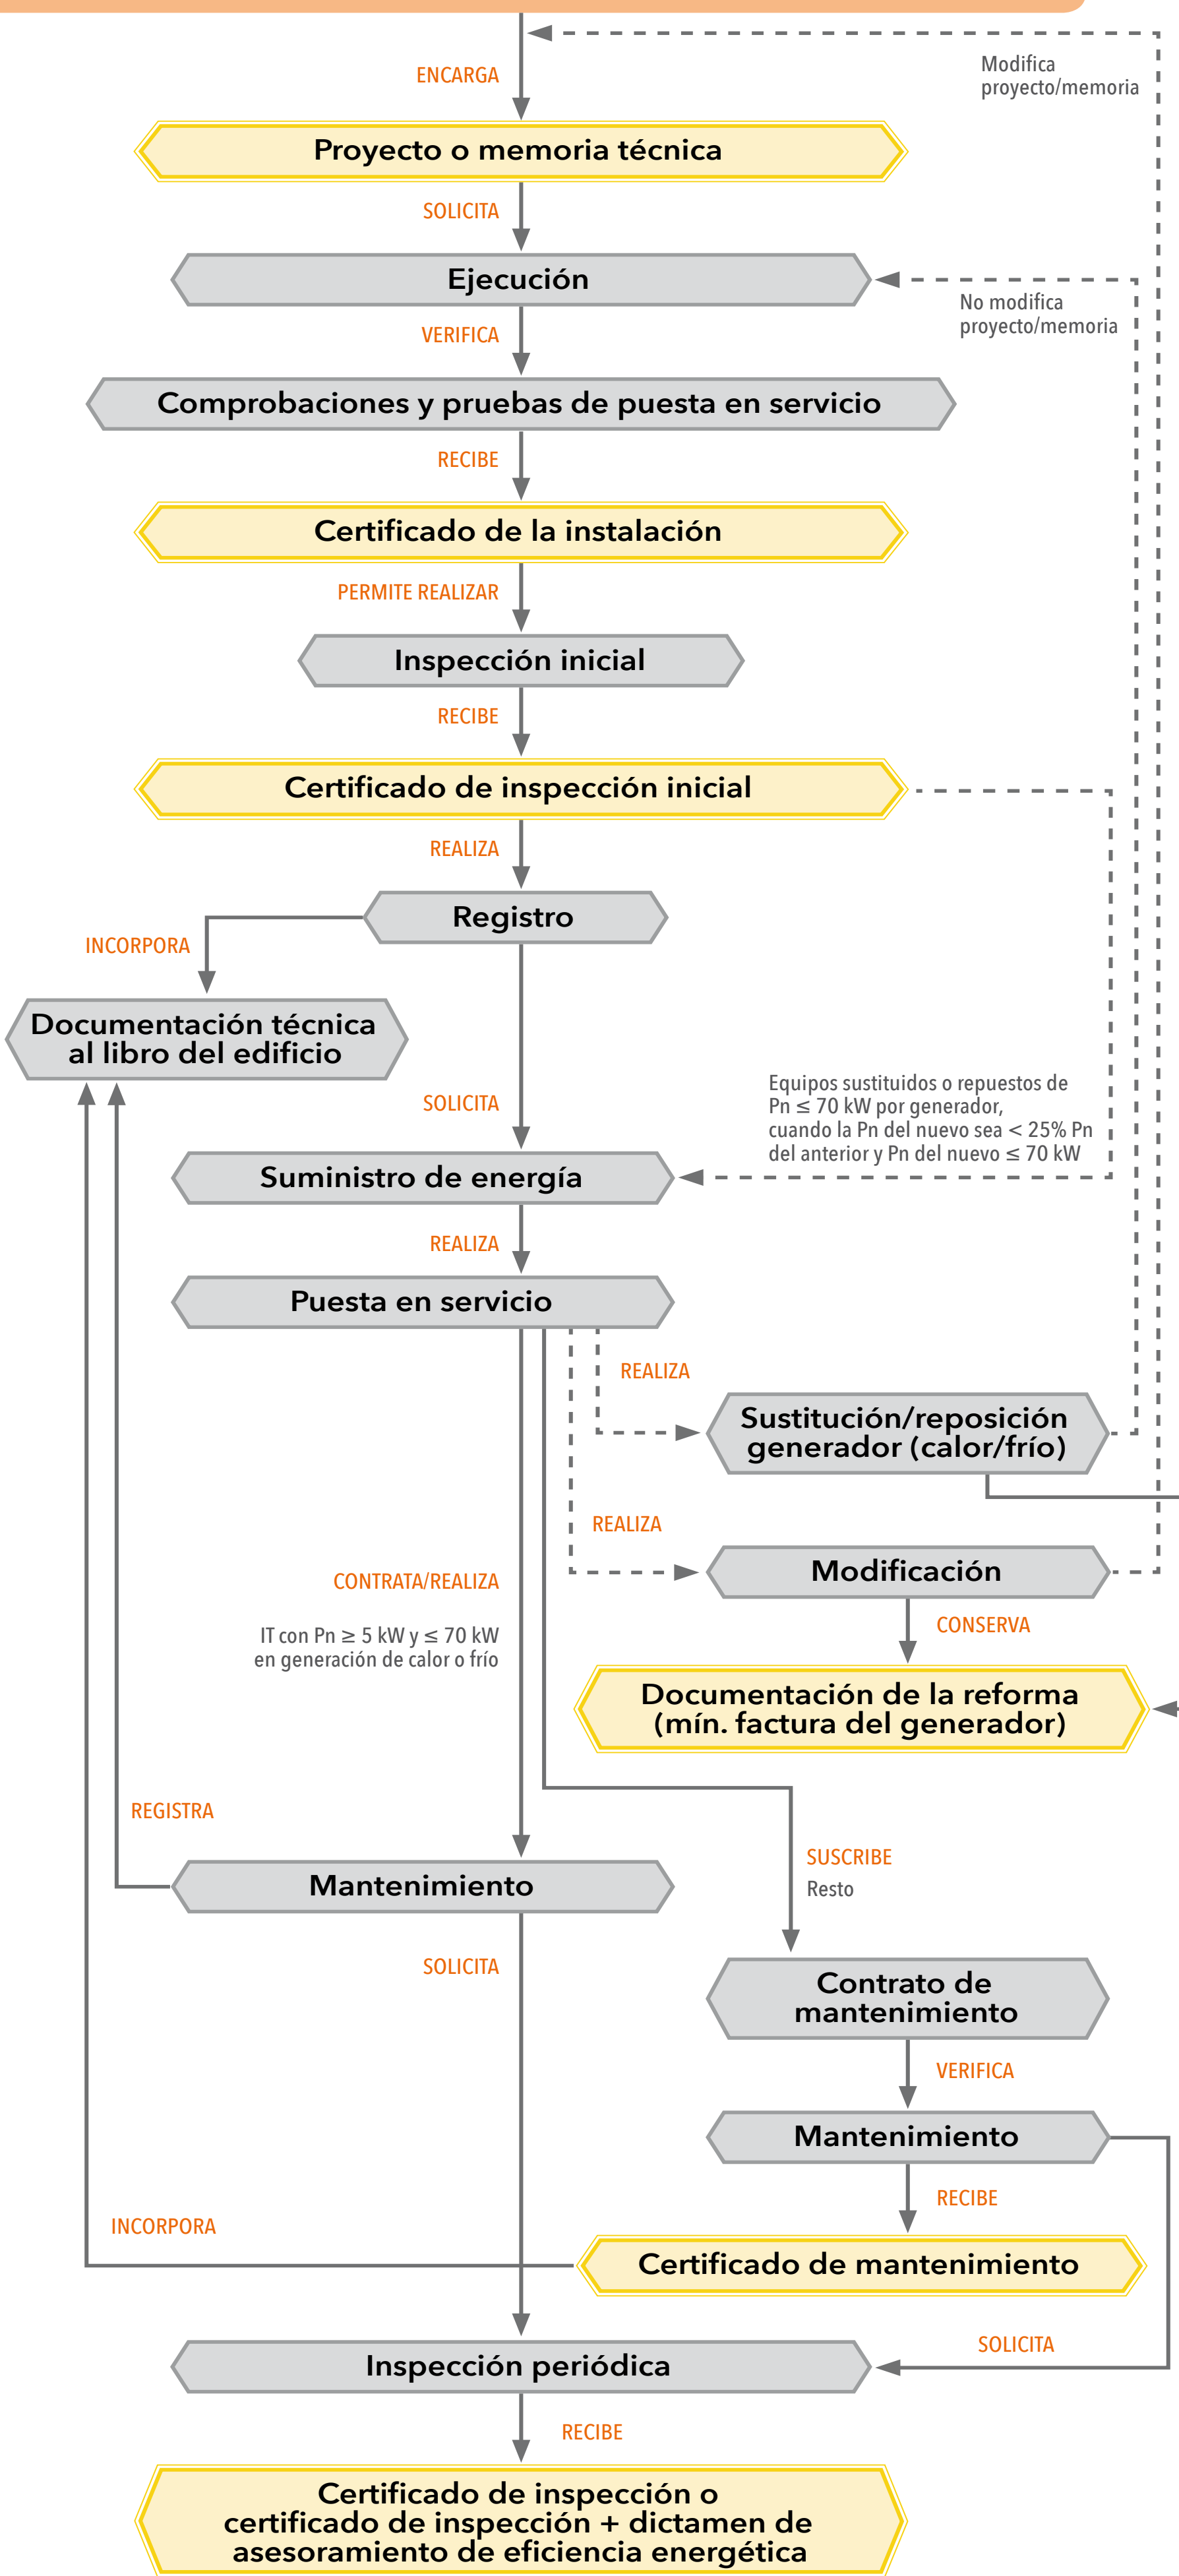 ENCARGA
Modifica
proyecto/memoria
Proyecto o memoria técnica
SOLICITA
Ejecución
No modifica
proyecto/memoria
VERIFICA
Comprobaciones y pruebas de puesta en servicio
RECIBE
Certificado de la instalación
PERMITE REALIZAR
Inspección inicial
RECIBE
Certificado de inspección inicial
REALIZA
Registro
INCORPORA
Documentación técnica
al libro del edificio
SOLICITA
Equipos sustituidos o repuestos de
Pn ≤ 70 kW por generador,
cuando la Pn del nuevo sea < 25% Pn
del anterior y Pn del nuevo ≤ 70 kW
Suministro de energía
REALIZA
Puesta en servicio
REALIZA
Sustitución/reposición
generador (calor/frío)
REALIZA
Modificación
CONTRATA/REALIZA
IT con Pn ≥ 5 kW y ≤ 70 kW
en generación de calor o frío
CONSERVA
Documentación de la reforma
(mín. factura del generador)
REGISTRA
SUSCRIBE
Resto
Mantenimiento
SOLICITA
Contrato de
mantenimiento
VERIFICA
Mantenimiento
RECIBE
INCORPORA
Certificado de mantenimiento
SOLICITA
Inspección periódica
RECIBE
Certificado de inspección o
certificado de inspección + dictamen de
asesoramiento de eficiencia energética